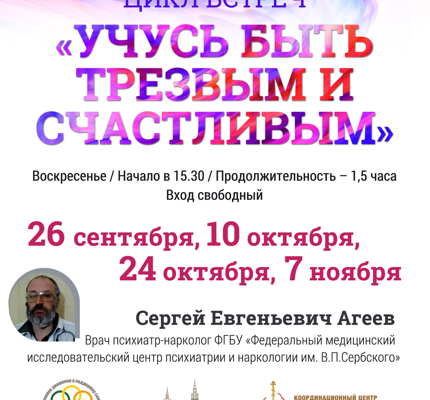 ЦИКЛ ВСТРЕЧ
«УЧУСЬ БЫТЬ
ТРЕЗВЫМ И
СЧАСТЛИВЫМ»
Воскресенье / Начало в 15.30 / Продолжительность – 1,5 часа
Вход свободный
26 сентября, 10 октября,
24 октября, 7 ноября
Сергей Евгеньевич Агеев
Врач психиатр-нарколог ФГБУ «Федеральный медицинский
исследовательский центр психиатрии и наркологии им. В.П.Сербского»
КООРДИНАЦИОННЫЙ ЦЕНТР